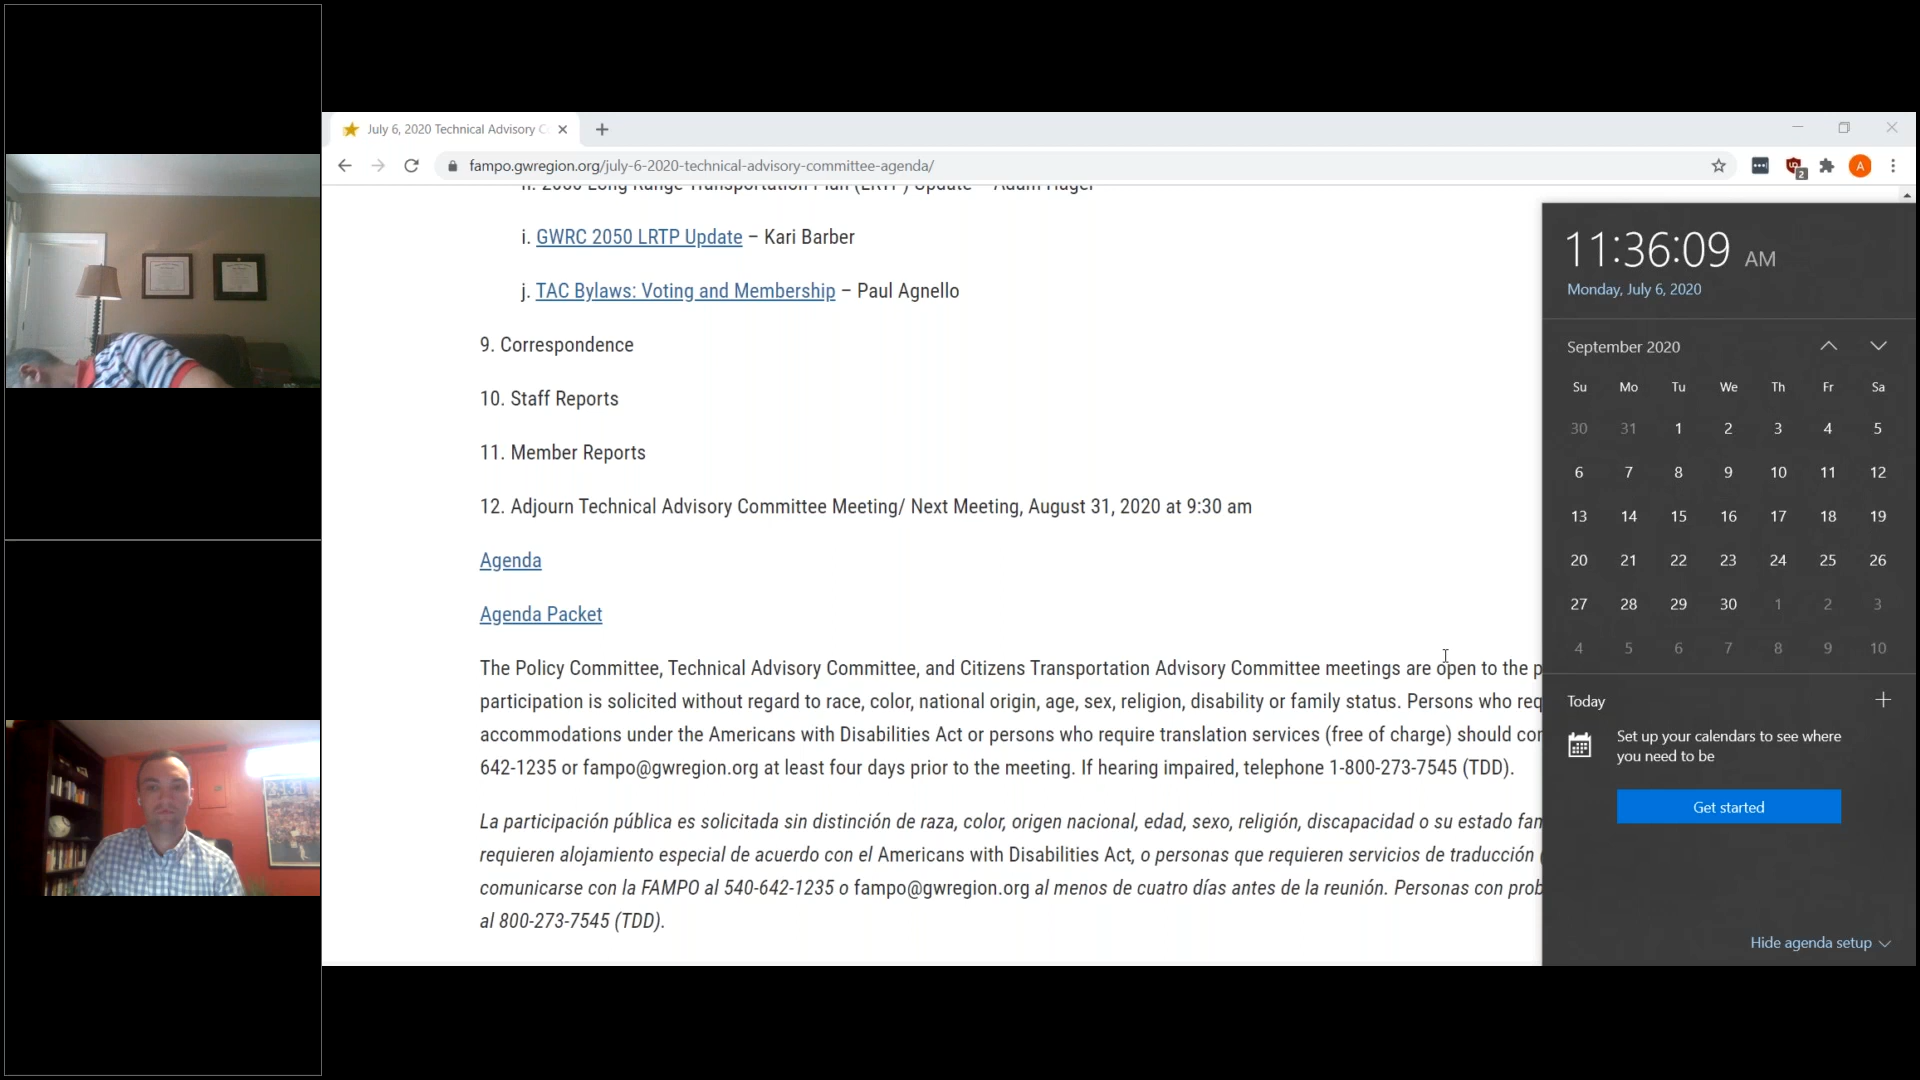 July 6, 2020 Technical Advisory C
fampo.gwregion.org/july-6-2020-technical-advisory-committee-agenda/
2
A
h. 2050 Long Range Transportation Plan (LRTP) Update – Adam Hager
i. GWRC 2050 LRTP Update – Kari Barber
j. TAC Bylaws: Voting and Membership – Paul Agnello
9. Correspondence
10. Staff Reports
11. Member Reports
12. Adjourn Technical Advisory Committee Meeting/ Next Meeting, August 31, 2020 at 9:30 am
Agenda
Agenda Packet
The Policy Committee, Technical Advisory Committee, and Citizens Transportation Advisory Committee meetings are open to the p
participation is solicited without regard to race, color, national origin, age, sex, religion, disability or family status. Persons who req
accommodations under the Americans with Disabilities Act or persons who require translation services (free of charge) should con
642-1235 or fampo@gwregion.org at least four days prior to the meeting. If hearing impaired, telephone 1-800-273-7545 (TDD).
La participación pública es solicitada sin distinción de raza, color, origen nacional, edad, sexo, religión, discapacidad o su estado fam
requieren alojamiento especial de acuerdo con el Americans with Disabilities Act, o personas que requieren servicios de traducción (
comunicarse con la FAMPO al 540-642-1235 o fampo@gwregion.org al menos de cuatro días antes de la reunión. Personas con prob
al 800-273-7545 (TDD).
11:36:09 AM
Monday, July 6, 2020
September 2020
Su Mo Tu We Th Fr Sa
30 31 1 2 3 4 5
6 7 8 9 10 11 12
13 14 15 16 17 18 19
20 21 22 23 24 25 26
27 28 29 30 1 2 3
4 5 6 7 8 9 10
Today
Set up your calendars to see where
you need to be
Get started
Hide agenda setup